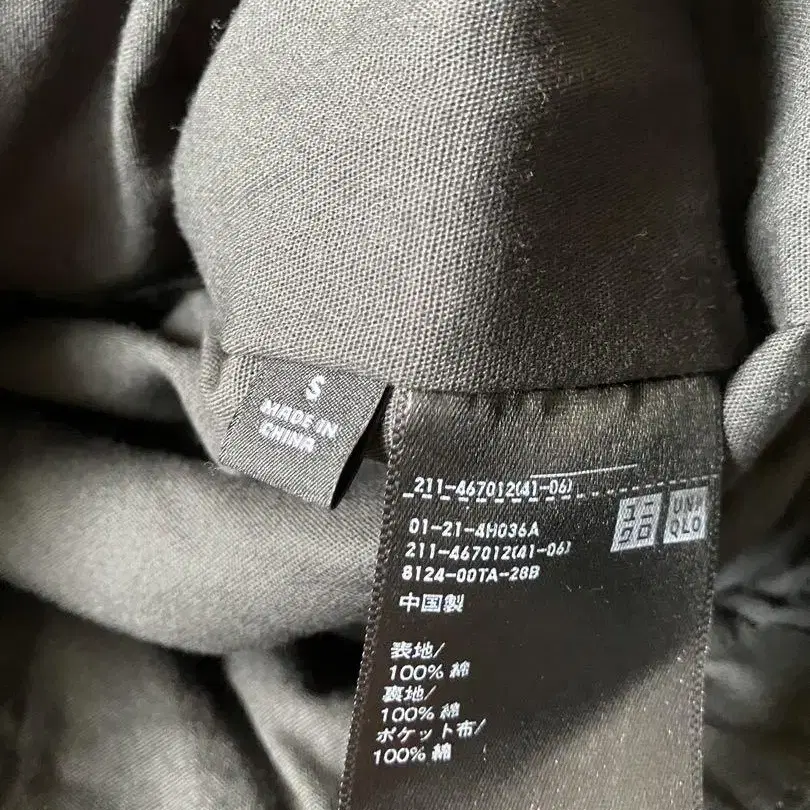 S
MADE IN
CHINA
211-467012(41-06)
01-21-4H036A
211-467012(41-06)
8124-00TA-28B
中国製
表地/
100% 綿
裏地/
100% 綿
ポケット布/
100% 綿
ユニ
クロ
UNI
QLO